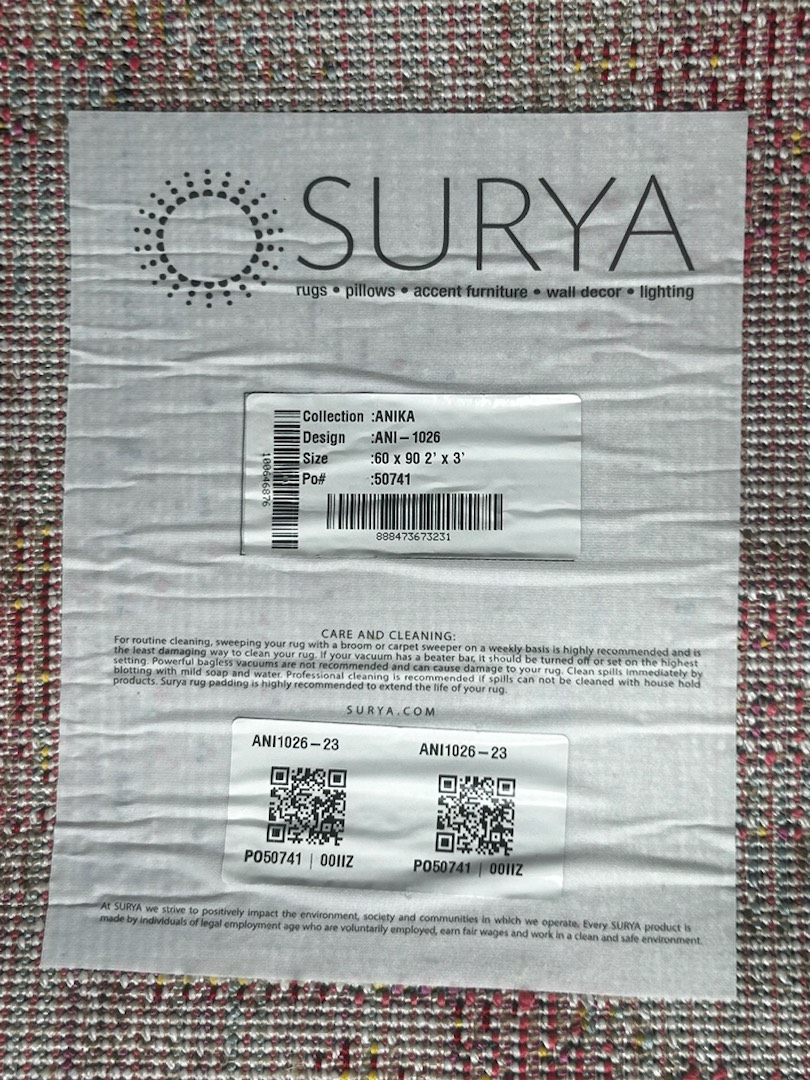 SURYA
rugs • pillows • accent furniture • wall decor • lighting
Collection :ANIKA
Design :ANI–1026
Size :60 x 90 2' x 3'
Po# :50741
100646876
888473673231
CARE AND CLEANING:
For routine cleaning, sweeping your rug with a broom or carpet sweeper on a weekly basis is highly recommended and is
the least damaging way to clean your rug. If your vacuum has a beater bar, it should be turned off or set on the highest
setting. Powerful bagless vacuums are not recommended and can cause damage to your rug. Clean spills immediately by
blotting with mild soap and water. Professional cleaning is recommended if spills can not be cleaned with house hold
products. Surya rug padding is highly recommended to extend the life of your rug.
SURYA.COM
ANI1026–23 ANI1026–23
PO50741 | 00IIZ PO50741 | 00IIZ
At SURYA we strive to positively impact the environment, society and communities in which we operate. Every SURYA product is
made by individuals of legal employment age who are voluntarily employed, earn fair wages and work in a clean and safe environment.